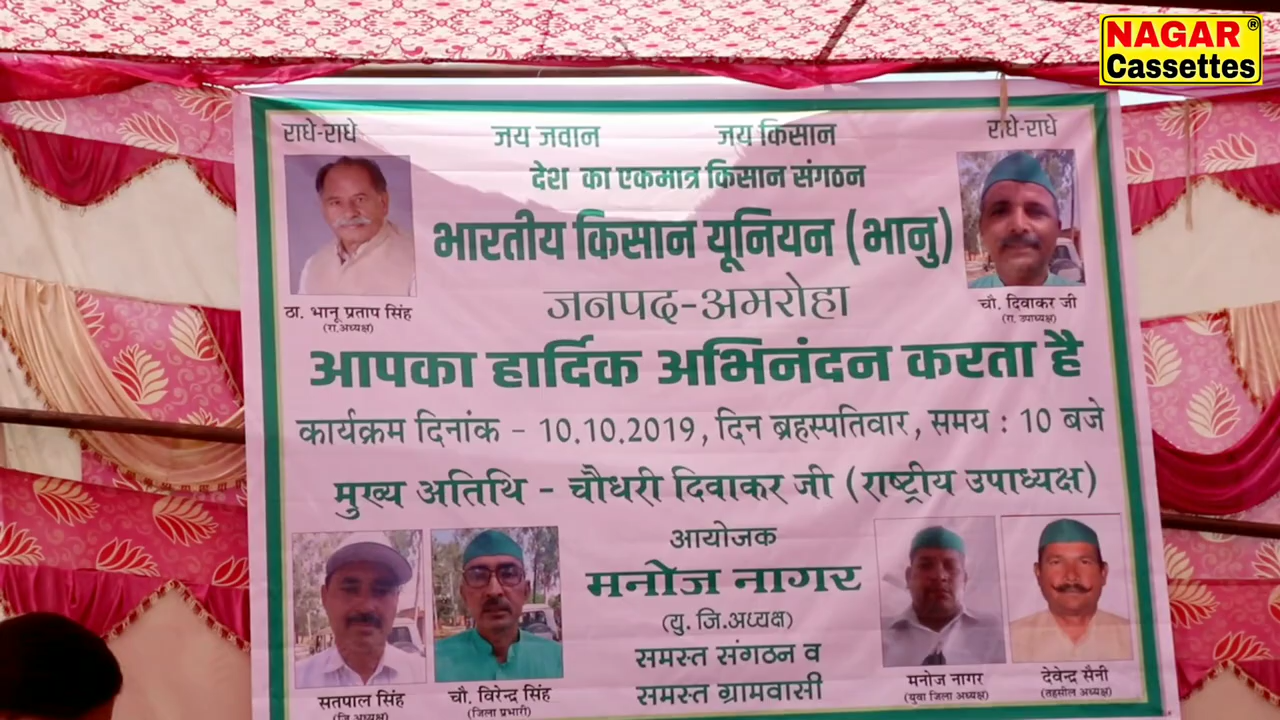 NAGAR®
Cassettes
राधे-राधे जय जवान जय किसान राधे-राधे
देश का एकमात्र किसान संगठन
भारतीय किसान यूनियन (भानु)
जनपद-अमरोहा
ठा. भानू प्रताप सिंह
(रा.अध्यक्ष)
चौ. दिवाकर जी
(रा. उपाध्यक्ष)
आपका हार्दिक अभिनंदन करता है
कार्यक्रम दिनांक - 10.10.2019, दिन ब्रहस्पतिवार, समय : 10 बजे
मुख्य अतिथि - चौधरी दिवाकर जी (राष्ट्रीय उपाध्यक्ष)
आयोजक
मनोज नागर
(यु. जि.अध्यक्ष)
समस्त संगठन व
समस्त ग्रामवासी
सतपाल सिंह
(जि.अध्यक्ष)
चौ. विरेन्द्र सिंह
(जिला प्रभारी)
मनोज नागर
(युवा जिला अध्यक्ष)
देवेन्द्र सैनी
(तहसील अध्यक्ष)